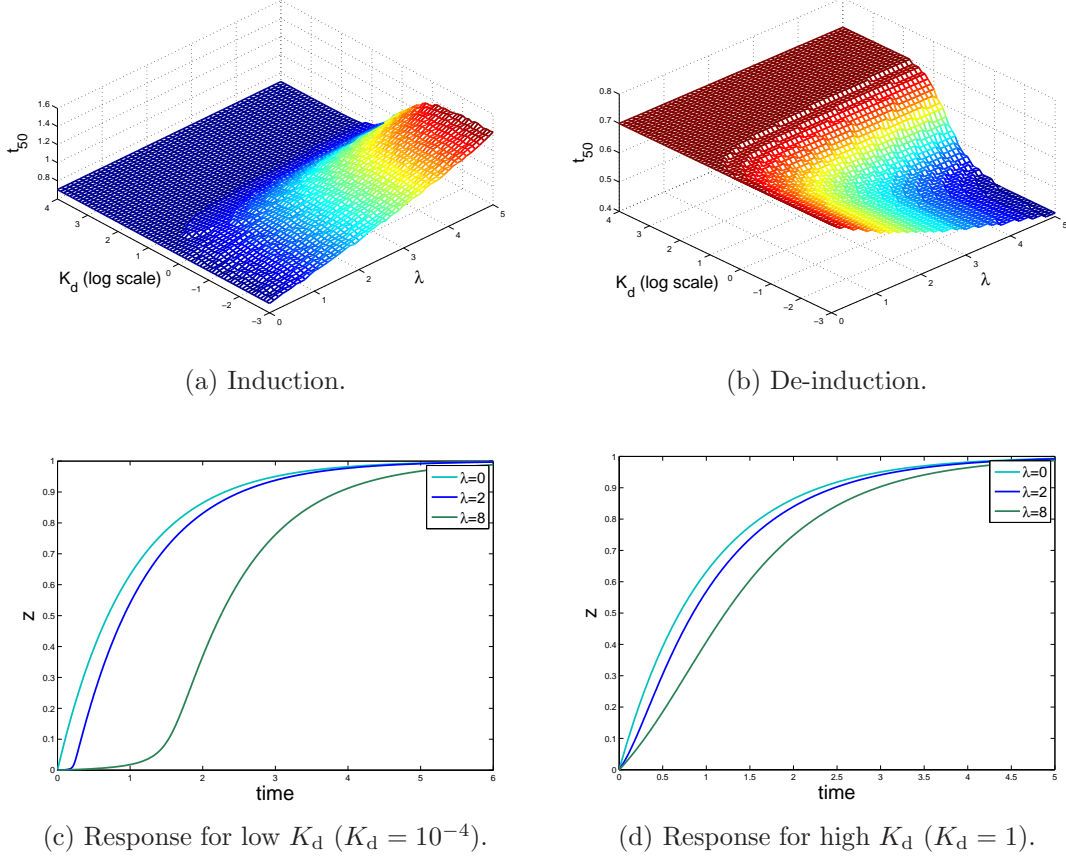 1.6
1.4
1.2
1
0.8
t50
4
3
2
1
0
−1
−2
−3
K_d (log scale)
0
1
2
3
4
5
λ
(a) Induction.
0.8
0.7
0.6
0.5
0.4
t50
4
3
2
1
0
−1
−2
−3
K_d (log scale)
0
1
2
3
4
5
λ
(b) De-induction.
1
0.9
0.8
0.7
0.6
0.5
0.4
0.3
0.2
0.1
0
z
0 1 2 3 4 5 6
time
λ=0
λ=2
λ=8
(c) Response for low K_d (K_d = 10^−4).
1
0.9
0.8
0.7
0.6
0.5
0.4
0.3
0.2
0.1
0
z
0 0.5 1 1.5 2 2.5 3 3.5 4 4.5 5
time
λ=0
λ=2
λ=8
(d) Response for high K_d (K_d = 1).